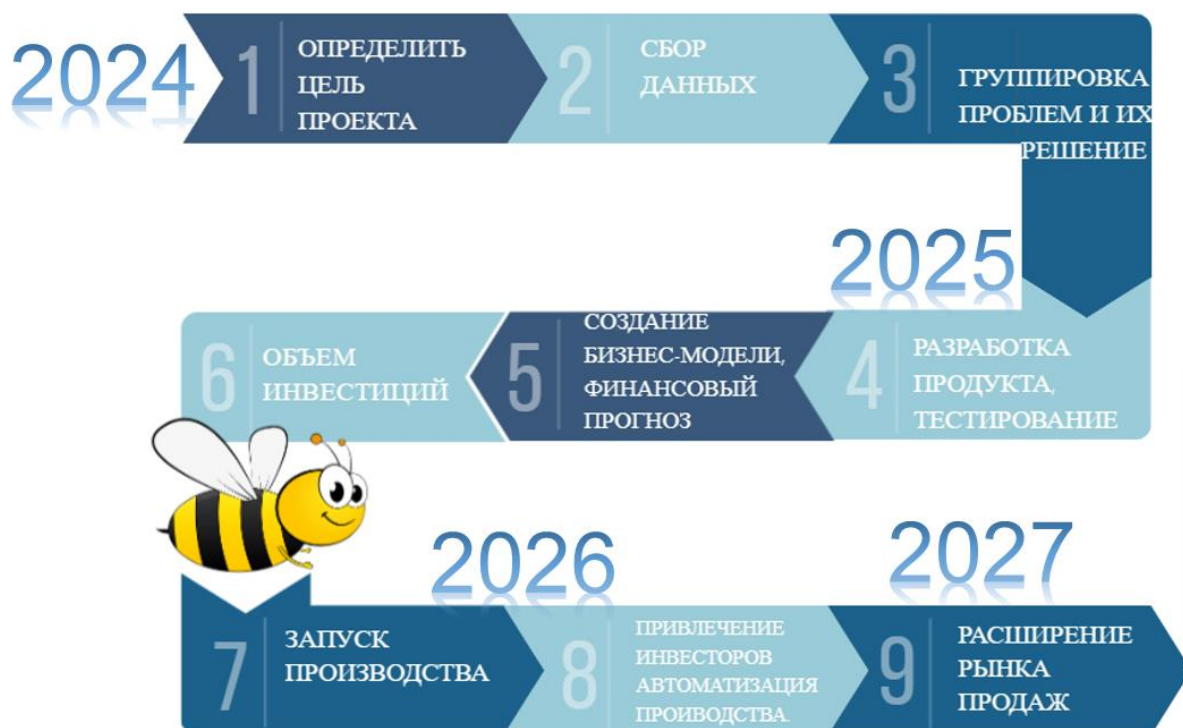 2024
1
ОПРЕДЕЛИТЬ
ЦЕЛЬ
ПРОЕКТА
2
СБОР
ДАННЫХ
3
ГРУППИРОВКА
ПРОБЛЕМ И ИХ
РЕШЕНИЕ
2025
4
РАЗРАБОТКА
ПРОДУКТА,
ТЕСТИРОВАНИЕ
5
СОЗДАНИЕ
БИЗНЕС-МОДЕЛИ,
ФИНАНСОВЫЙ
ПРОГНОЗ
6
ОБЪЕМ
ИНВЕСТИЦИЙ
7
ЗАПУСК
ПРОИЗВОДСТВА
2026
8
ПРИВЛЕЧЕНИЕ
ИНВЕСТОРОВ
АВТОМАТИЗАЦИЯ
ПРОИВОДСТВА.
2027
9
РАСШИРЕНИЕ
РЫНКА
ПРОДАЖ